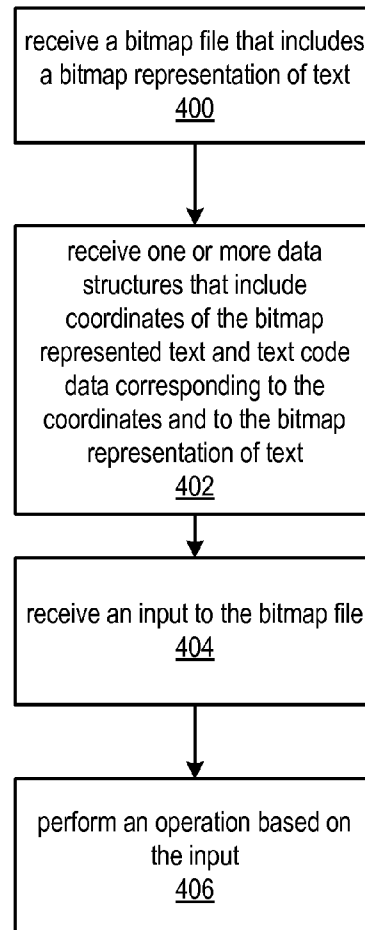 receive a bitmap file that includes
a bitmap representation of text
400
receive one or more data
structures that include
coordinates of the bitmap
represented text and text code
data corresponding to the
coordinates and to the bitmap
representation of text
402
receive an input to the bitmap file
404
perform an operation based on
the input
406